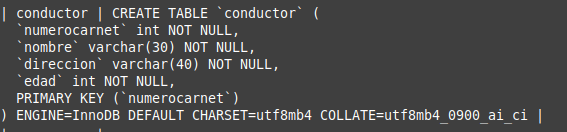 | conductor | CREATE TABLE `conductor` (
  `numerocarnet` int NOT NULL,
  `nombre` varchar(30) NOT NULL,
  `direccion` varchar(40) NOT NULL,
  `edad` int NOT NULL,
  PRIMARY KEY (`numerocarnet`)
) ENGINE=InnoDB DEFAULT CHARSET=utf8mb4 COLLATE=utf8mb4_0900_ai_ci |